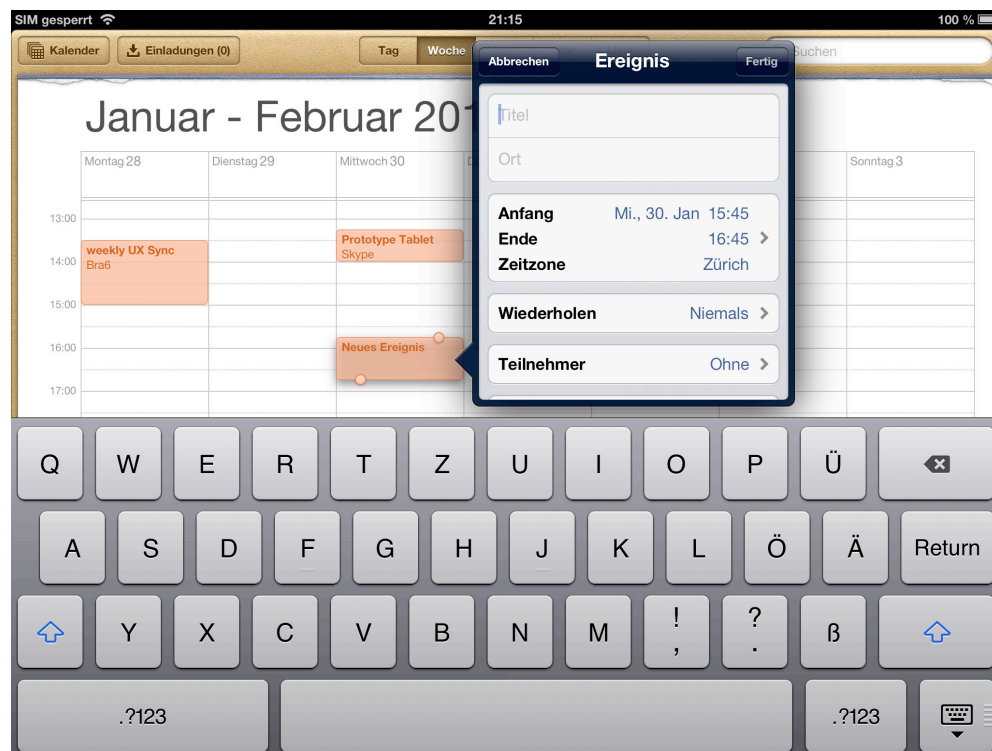 SIM gesperrt 21:15 100 %
Kalender Einladungen (0) Tag Woche Suchen
Abbrechen Ereignis Fertig
Januar - Februar 201
Titel
Ort
Montag 28 Dienstag 29 Mittwoch 30 Sonntag 3
Anfang Mi., 30. Jan 15:45
Ende 16:45
Zeitzone Zürich
Wiederholen Niemals
Teilnehmer Ohne
13:00
14:00
15:00
16:00
17:00
weekly UX Sync
Bra6
Prototype Tablet
Skype
Neues Ereignis
Q W E R T Z U I O P Ü
A S D F G H J K L Ö Ä Return
Y X C V B N M ! , ? . ß
.?123 .?123